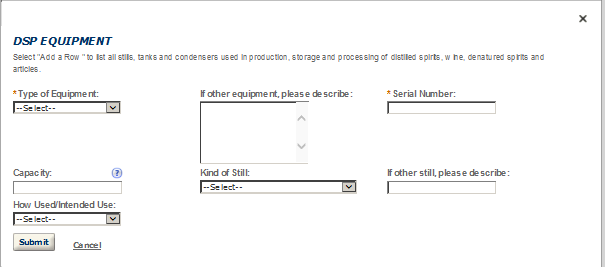 ×
DSP EQUIPMENT
Select "Add a Row" to list all stills, tanks and condensers used in production, storage and processing of distilled spirits, wine, denatured spirits and
articles.
* Type of Equipment: If other equipment, please describe: * Serial Number:
--Select--
Capacity: ? Kind of Still: If other still, please describe:
--Select--
How Used/Intended Use:
--Select--
Submit Cancel